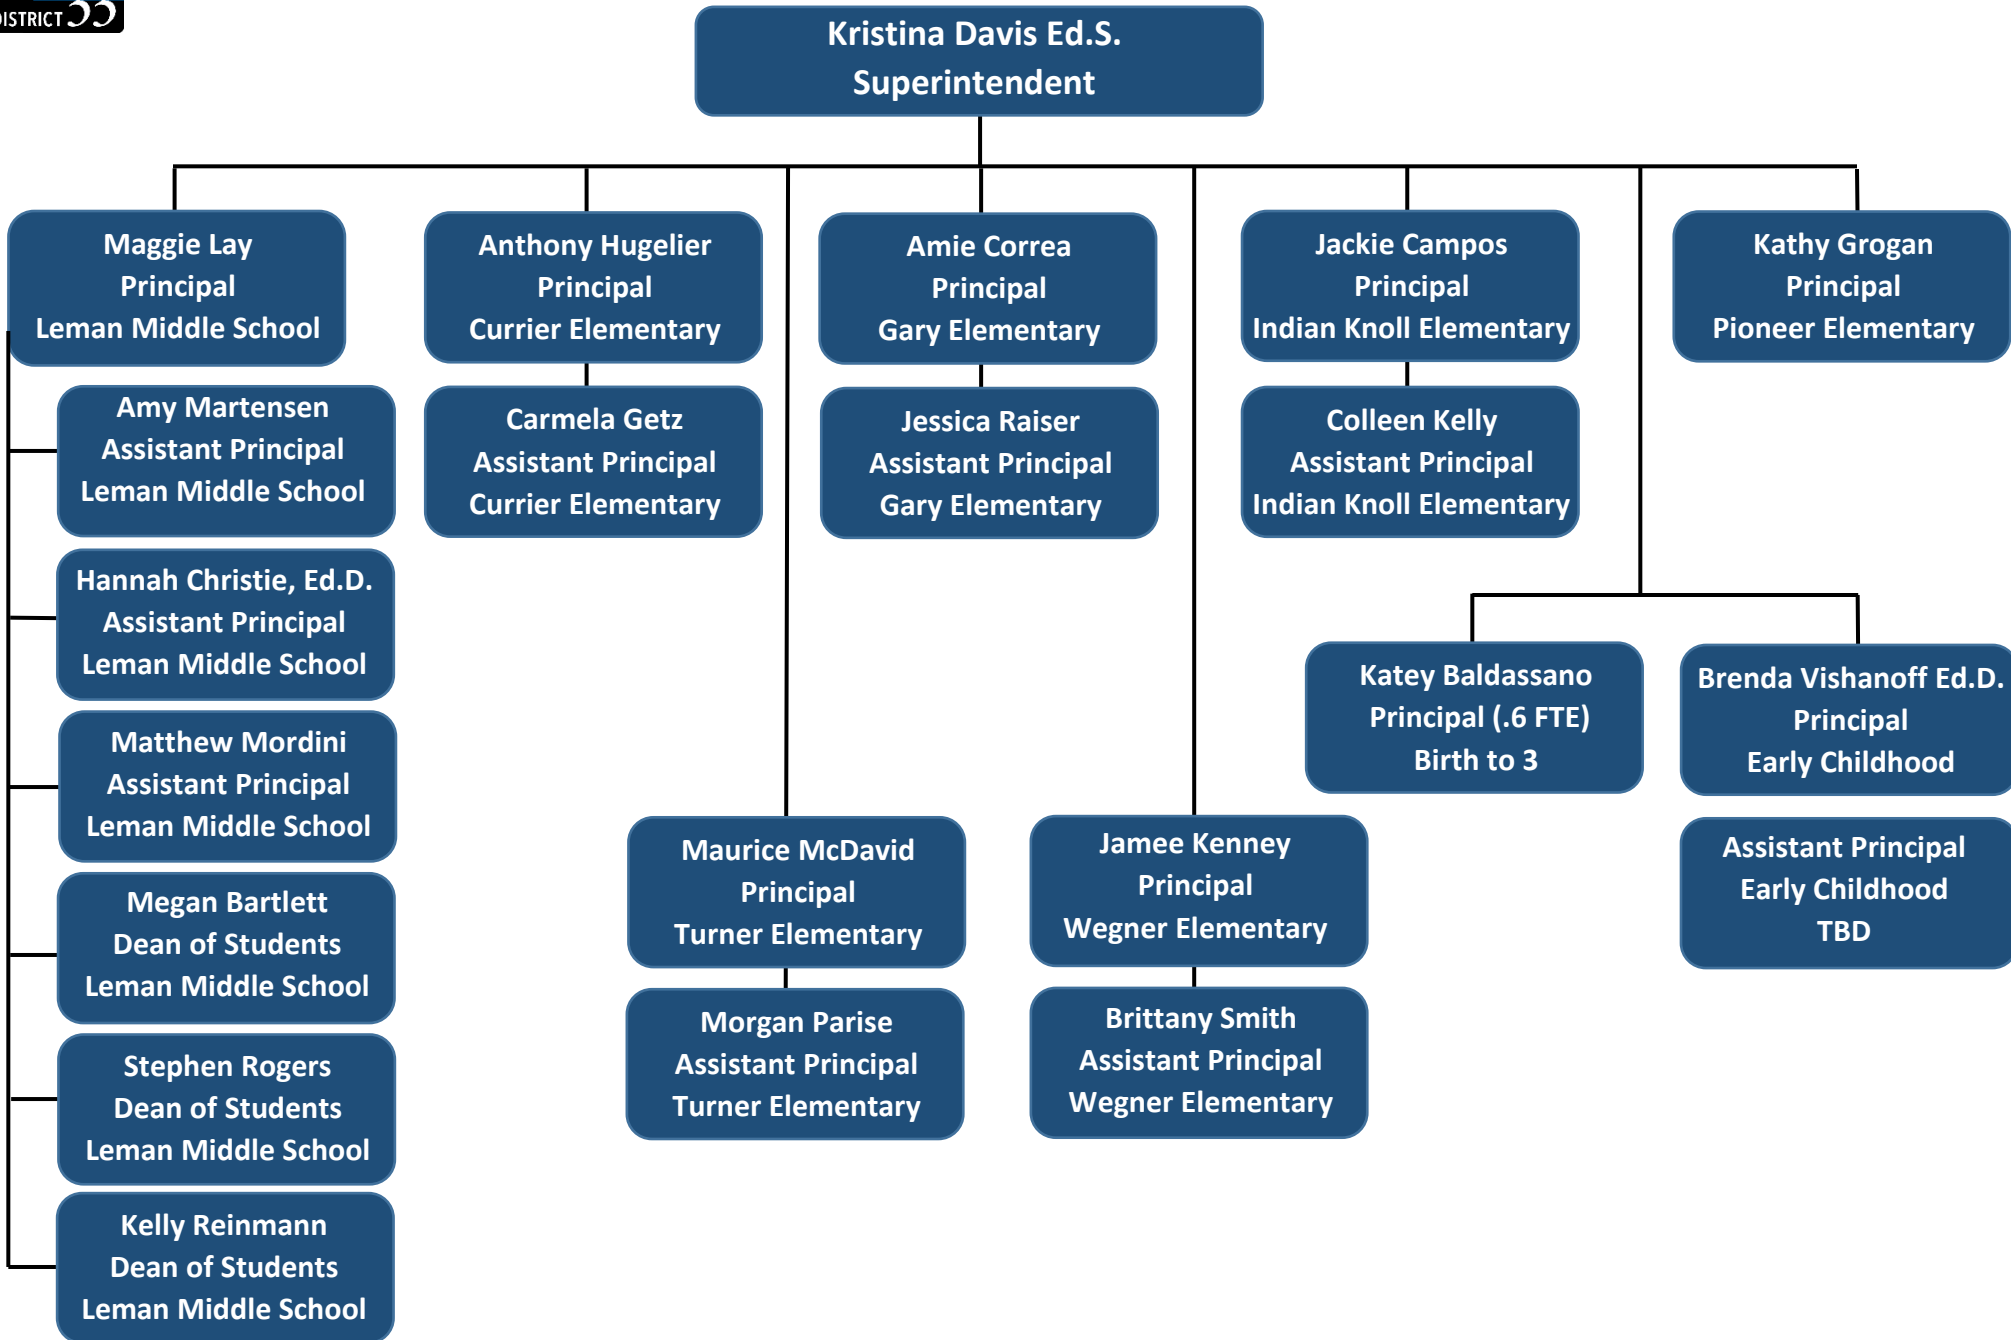 DISTRICT 33
Kristina Davis Ed.S.
Superintendent
Maggie Lay
Principal
Leman Middle School
Anthony Hugelier
Principal
Currier Elementary
Amie Correa
Principal
Gary Elementary
Jackie Campos
Principal
Indian Knoll Elementary
Kathy Grogan
Principal
Pioneer Elementary
Amy Martensen
Assistant Principal
Leman Middle School
Carmela Getz
Assistant Principal
Currier Elementary
Jessica Raiser
Assistant Principal
Gary Elementary
Colleen Kelly
Assistant Principal
Indian Knoll Elementary
Hannah Christie, Ed.D.
Assistant Principal
Leman Middle School
Katey Baldassano
Principal (.6 FTE)
Birth to 3
Brenda Vishanoff Ed.D.
Principal
Early Childhood
Matthew Mordini
Assistant Principal
Leman Middle School
Maurice McDavid
Principal
Turner Elementary
Jamee Kenney
Principal
Wegner Elementary
Assistant Principal
Early Childhood
TBD
Megan Bartlett
Dean of Students
Leman Middle School
Morgan Parise
Assistant Principal
Turner Elementary
Brittany Smith
Assistant Principal
Wegner Elementary
Stephen Rogers
Dean of Students
Leman Middle School
Kelly Reinmann
Dean of Students
Leman Middle School